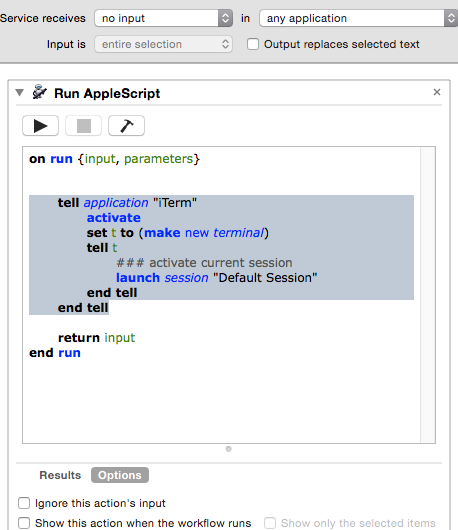 Service receives no input in any application
Input is entire selection Output replaces selected text
Run AppleScript
on run {input, parameters}
tell application "iTerm"
activate
set t to (make new terminal)
tell t
### activate current session
launch session "Default Session"
end tell
end tell
return input
end run
Results Options
Ignore this action's input
Show this action when the workflow runs Show only the selected items